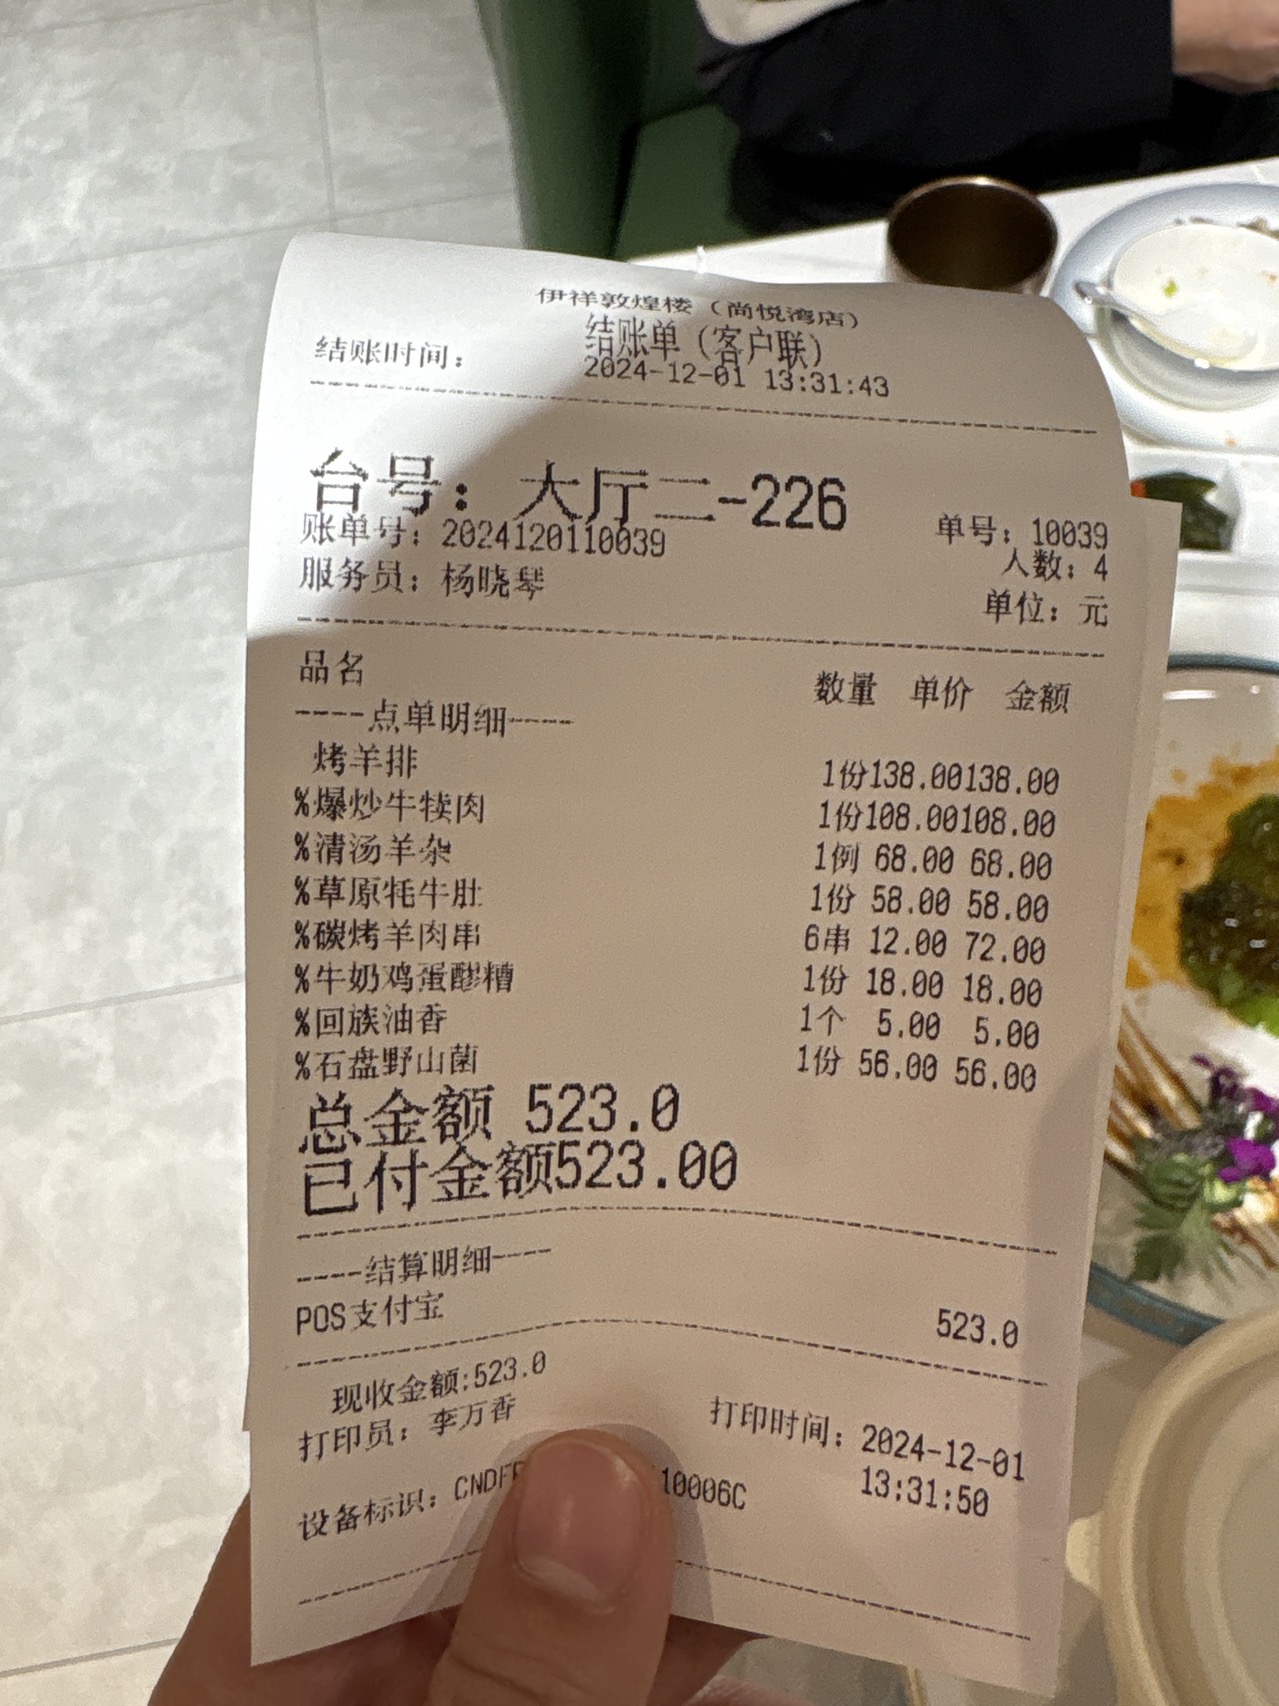 伊祥敦煌楼（尚悦湾店）
结账单（客户联）
结账时间： 2024-12-01 13:31:43
台号：大厅二-226
账单号：2024120110039 单号：10039
服务员：杨晓琴 人数：4
单位：元
品名 数量 单价 金额
----点单明细----
烤羊排 1份138.00138.00
%爆炒牛犊肉 1份108.00108.00
%清汤羊杂 1例 68.00 68.00
%草原牦牛肚 1份 58.00 58.00
%碳烤羊肉串 6串 12.00 72.00
%牛奶鸡蛋醪糟 1份 18.00 18.00
%回族油香 1个 5.00 5.00
%石盘野山菌 1份 56.00 56.00
总金额 523.0
已付金额523.00
----结算明细----
POS支付宝 523.0
现收金额:523.0
打印员：李万香 打印时间：2024-12-01
13:31:50
设备标识：CNDF 10006C